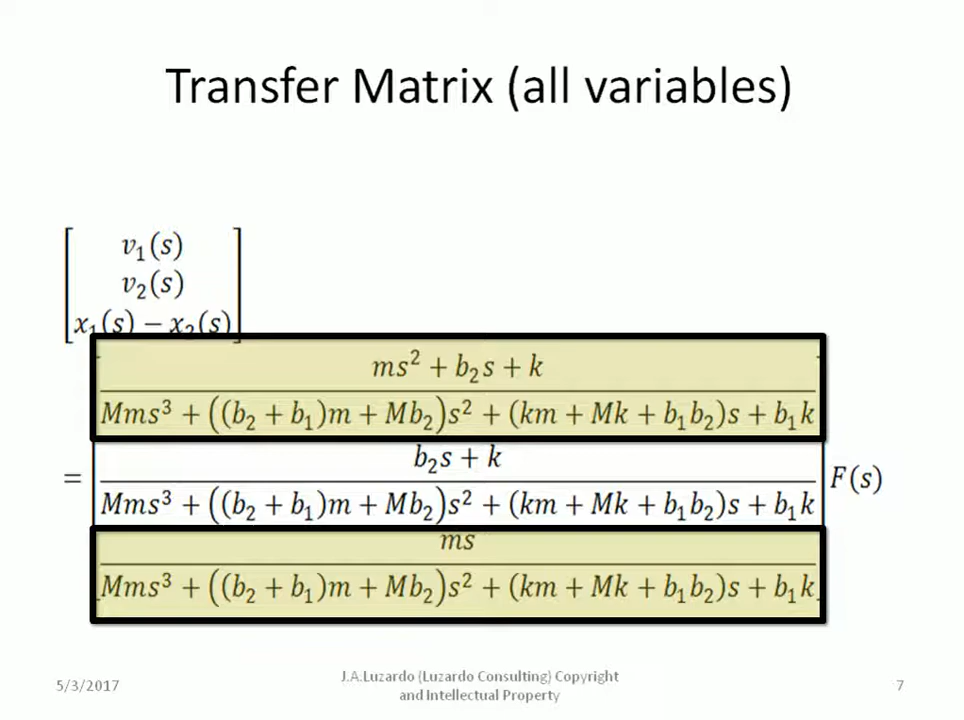 Transfer Matrix (all variables)
[ v₁(s)
v₂(s)
x₁(s) − x₂(s) ]
ms² + b₂s + k
Mms³ + ((b₂ + b₁)m + Mb₂)s² + (km + Mk + b₁b₂)s + b₁k
b₂s + k
= [ Mms³ + ((b₂ + b₁)m + Mb₂)s² + (km + Mk + b₁b₂)s + b₁k ] F(s)
ms
Mms³ + ((b₂ + b₁)m + Mb₂)s² + (km + Mk + b₁b₂)s + b₁k
5/3/2017
J.A.Luzardo (Luzardo Consulting) Copyright
and Intellectual Property
7